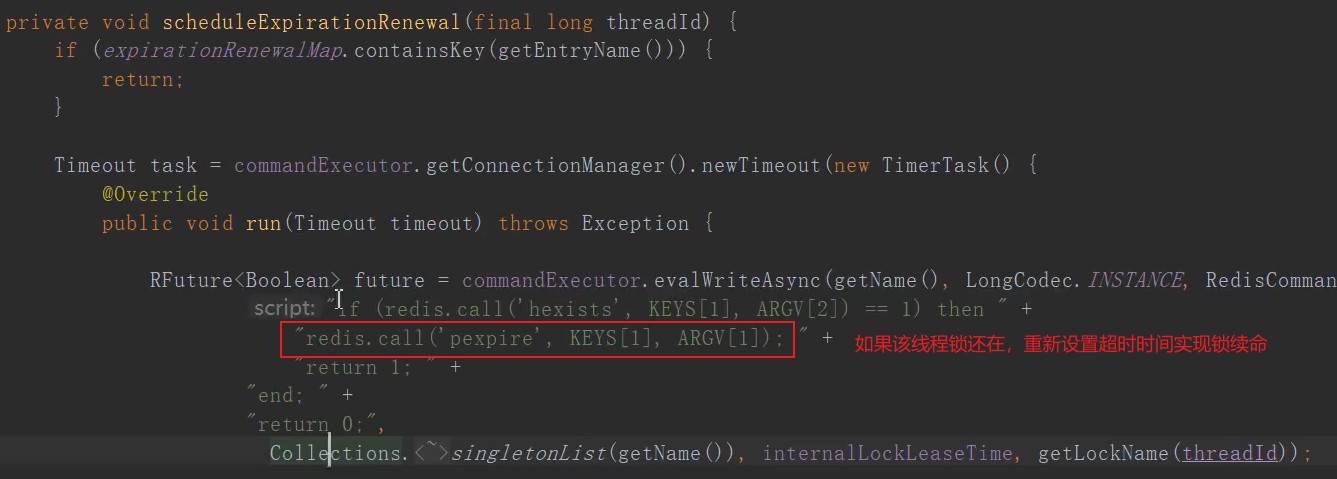 private void scheduleExpirationRenewal(final long threadId) {
if (expirationRenewalMap.containsKey(getEntryName())) {
return;
}
Timeout task = commandExecutor.getConnectionManager().newTimeout(new TimerTask() {
@Override
public void run(Timeout timeout) throws Exception {
RFuture<Boolean> future = commandExecutor.evalWriteAsync(getName(), LongCodec.INSTANCE, RedisComman
script: "if (redis.call('hexists', KEYS[1], ARGV[2]) == 1) then " +
"redis.call('pexpire', KEYS[1], ARGV[1]); " + 如果该线程锁还在，重新设置超时时间实现锁续命
"return 1; " +
"end; " +
"return 0;",
Collections.<~>singletonList(getName()), internalLockLeaseTime, getLockName(threadId));